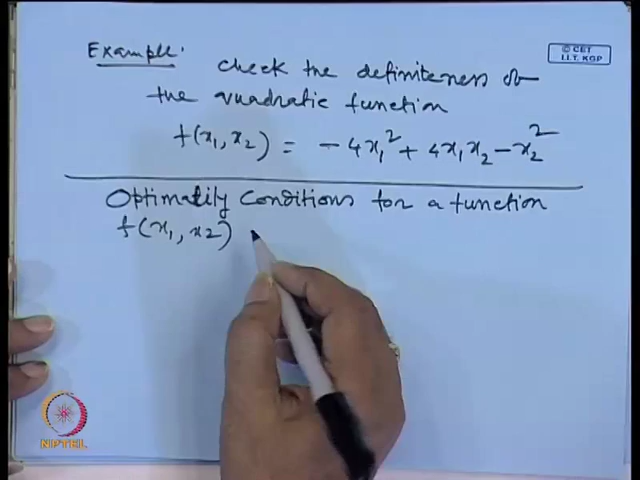 Example:
© CET
I.I.T. KGP
check the definiteness of
the quadratic function
f(x₁, x₂) = -4x₁² + 4x₁x₂ - x₂²
Optimality Conditions for a function
f(x₁, x₂)
NPTEL